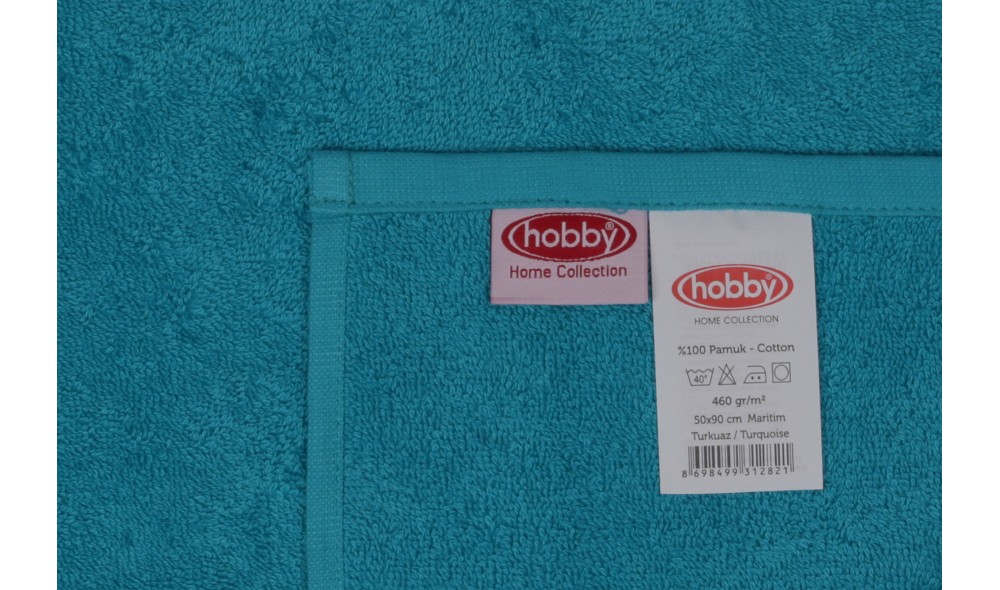 hobby®
Home Collection
hobby
HOME COLLECTION
%100 Pamuk - Cotton
40°
460 gr/m²
50x90 cm Maritim
Turkuaz / Turquoise
8 698499 312821